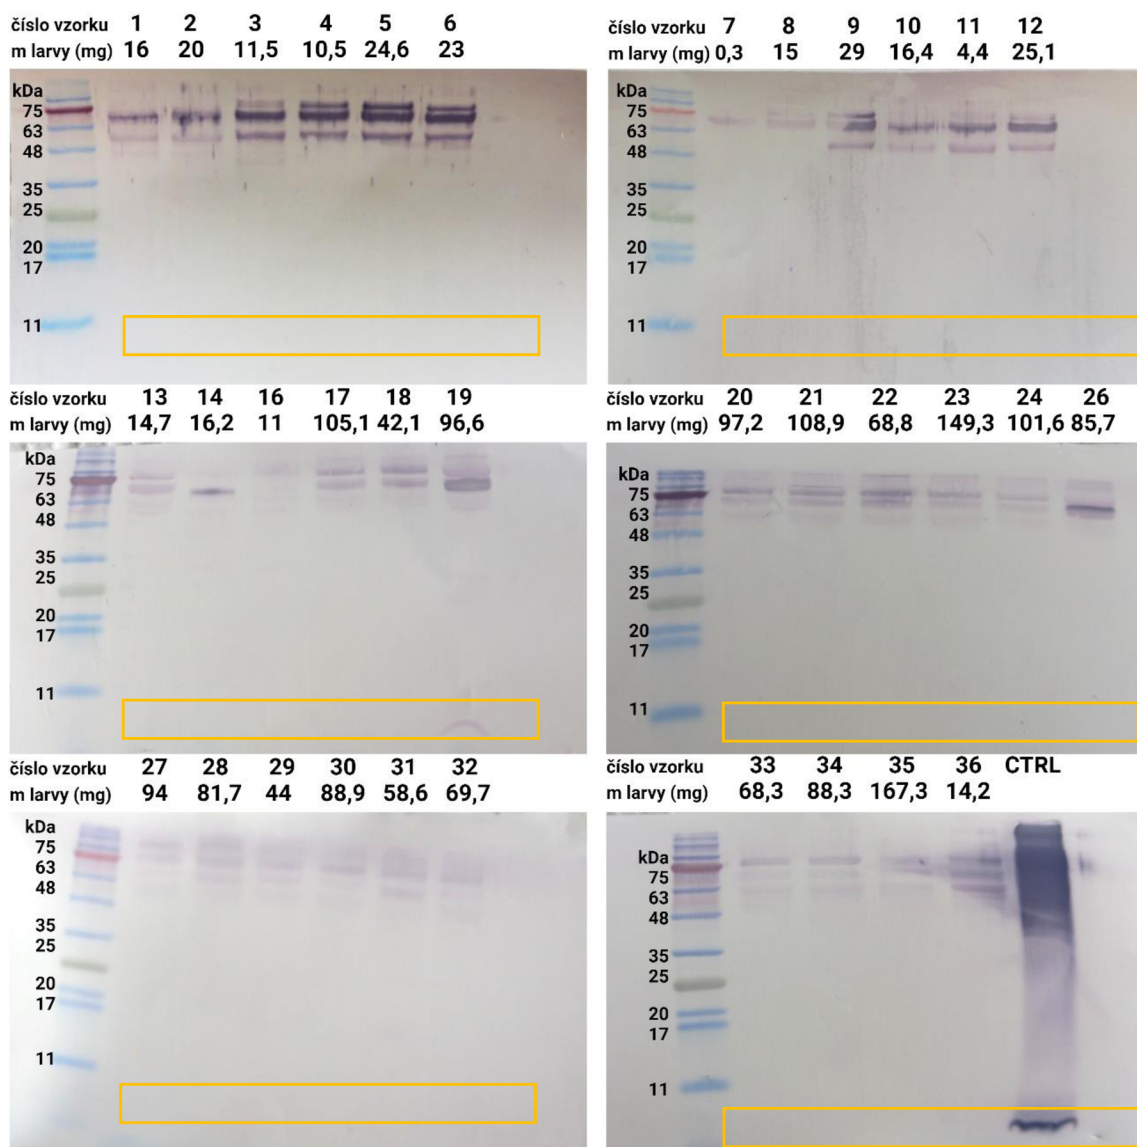 číslo vzorku 1 2 3 4 5 6
m larvy (mg) 16 20 11,5 10,5 24,6 23
kDa
75
63
48
35
25
20
17
11
číslo vzorku 7 8 9 10 11 12
m larvy (mg) 0,3 15 29 16,4 4,4 25,1
kDa
75
63
48
35
25
20
17
11
číslo vzorku 13 14 16 17 18 19
m larvy (mg) 14,7 16,2 11 105,1 42,1 96,6
kDa
75
63
48
35
25
20
17
11
číslo vzorku 20 21 22 23 24 26
m larvy (mg) 97,2 108,9 68,8 149,3 101,6 85,7
kDa
75
63
48
35
25
20
17
11
číslo vzorku 27 28 29 30 31 32
m larvy (mg) 94 81,7 44 88,9 58,6 69,7
kDa
75
63
48
35
25
20
17
11
číslo vzorku 33 34 35 36 CTRL
m larvy (mg) 68,3 88,3 167,3 14,2
kDa
75
63
48
35
25
20
17
11